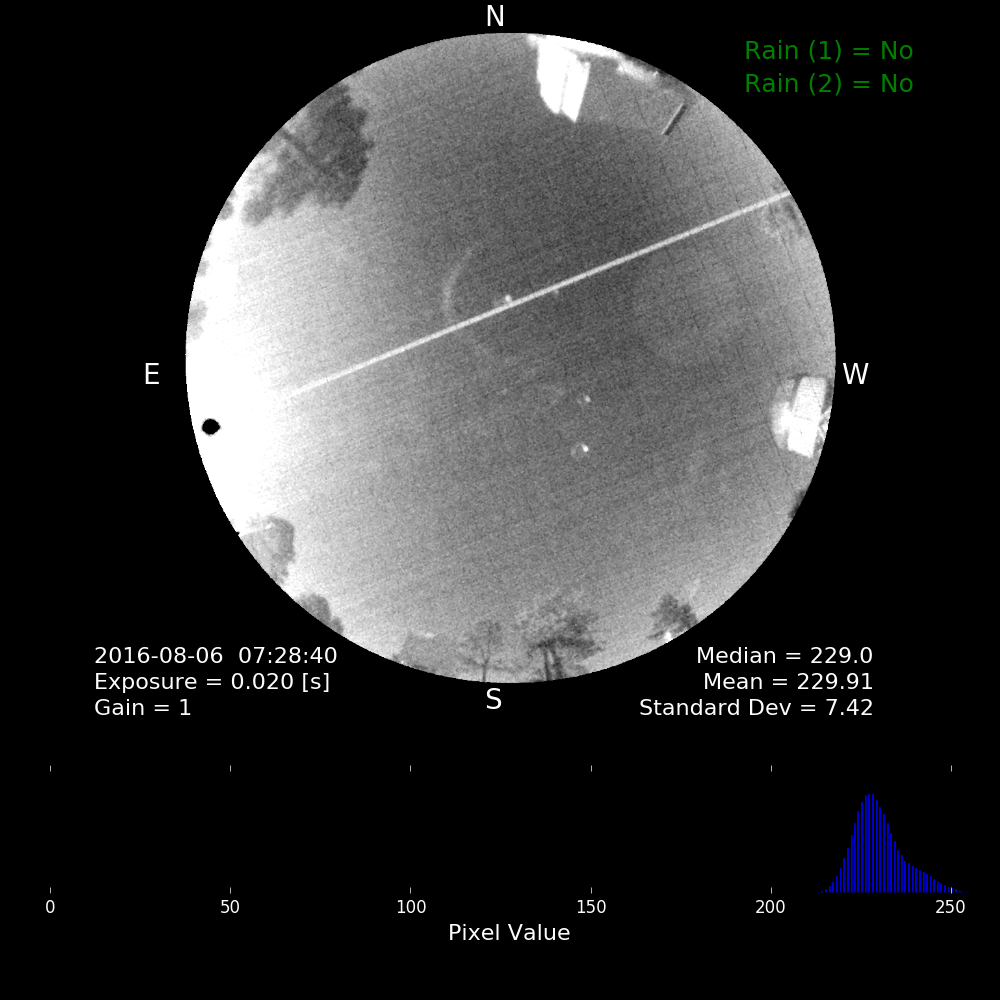 N
Rain (1) = No
Rain (2) = No
E
W
2016-08-06  07:28:40
Exposure = 0.020 [s]
Gain = 1
Median = 229.0
Mean = 229.91
Standard Dev = 7.42
S
0 50 100 150 200 250
Pixel Value